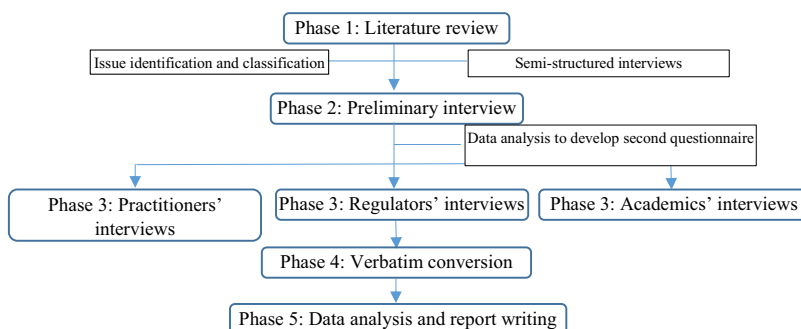 Phase 1: Literature review
Issue identification and classification
Semi-structured interviews
Phase 2: Preliminary interview
Data analysis to develop second questionnaire
Phase 3: Practitioners’
interviews
Phase 3: Regulators’ interviews
Phase 3: Academics’ interviews
Phase 4: Verbatim conversion
Phase 5: Data analysis and report writing